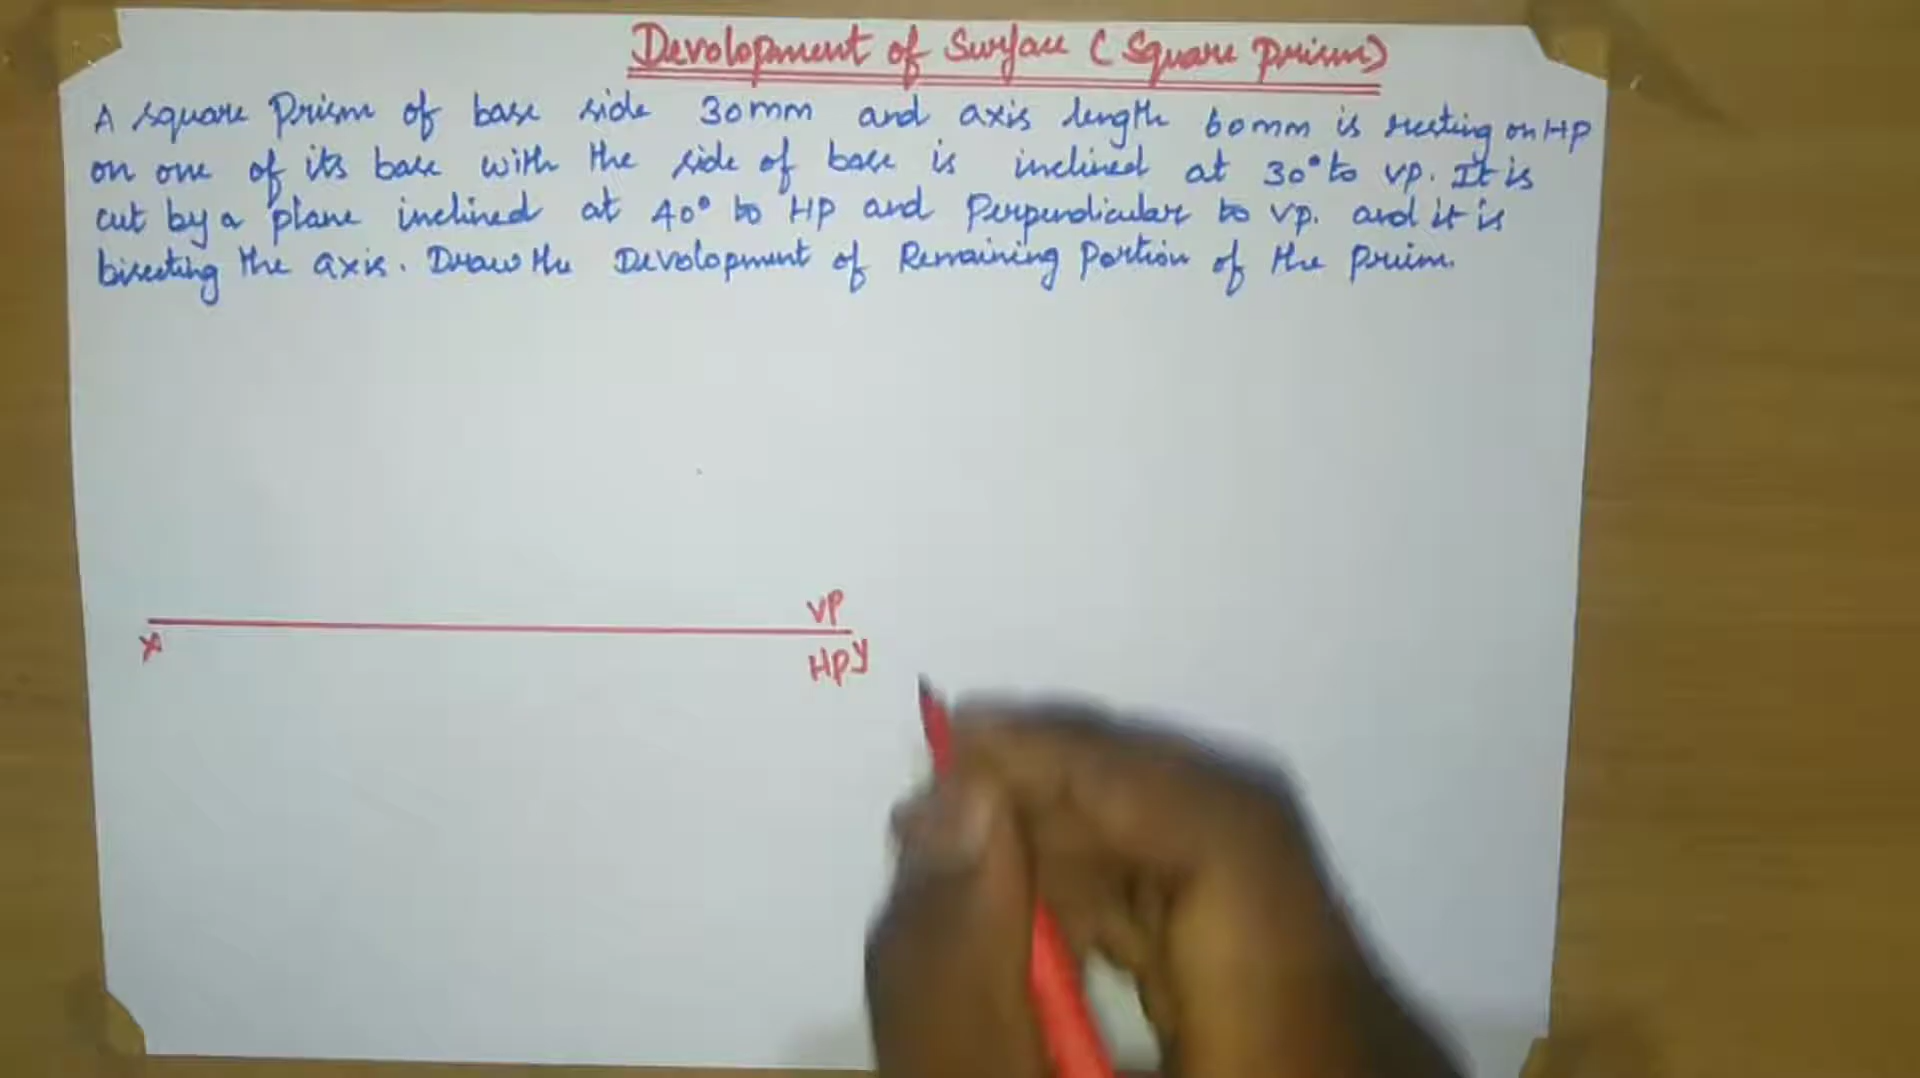 Devolopment of Surface (Square Prism)
A square Prism of base side 30mm and axis length 60mm is resting on HP
on one of its base with the side of base is inclined at 30° to VP. It is
cut by a plane inclined at 40° to HP and Perpendicular to VP. and it is
bisecting the axis. Draw the Devolopment of Remaining Portion of the Prism.
VP
X
HP Y